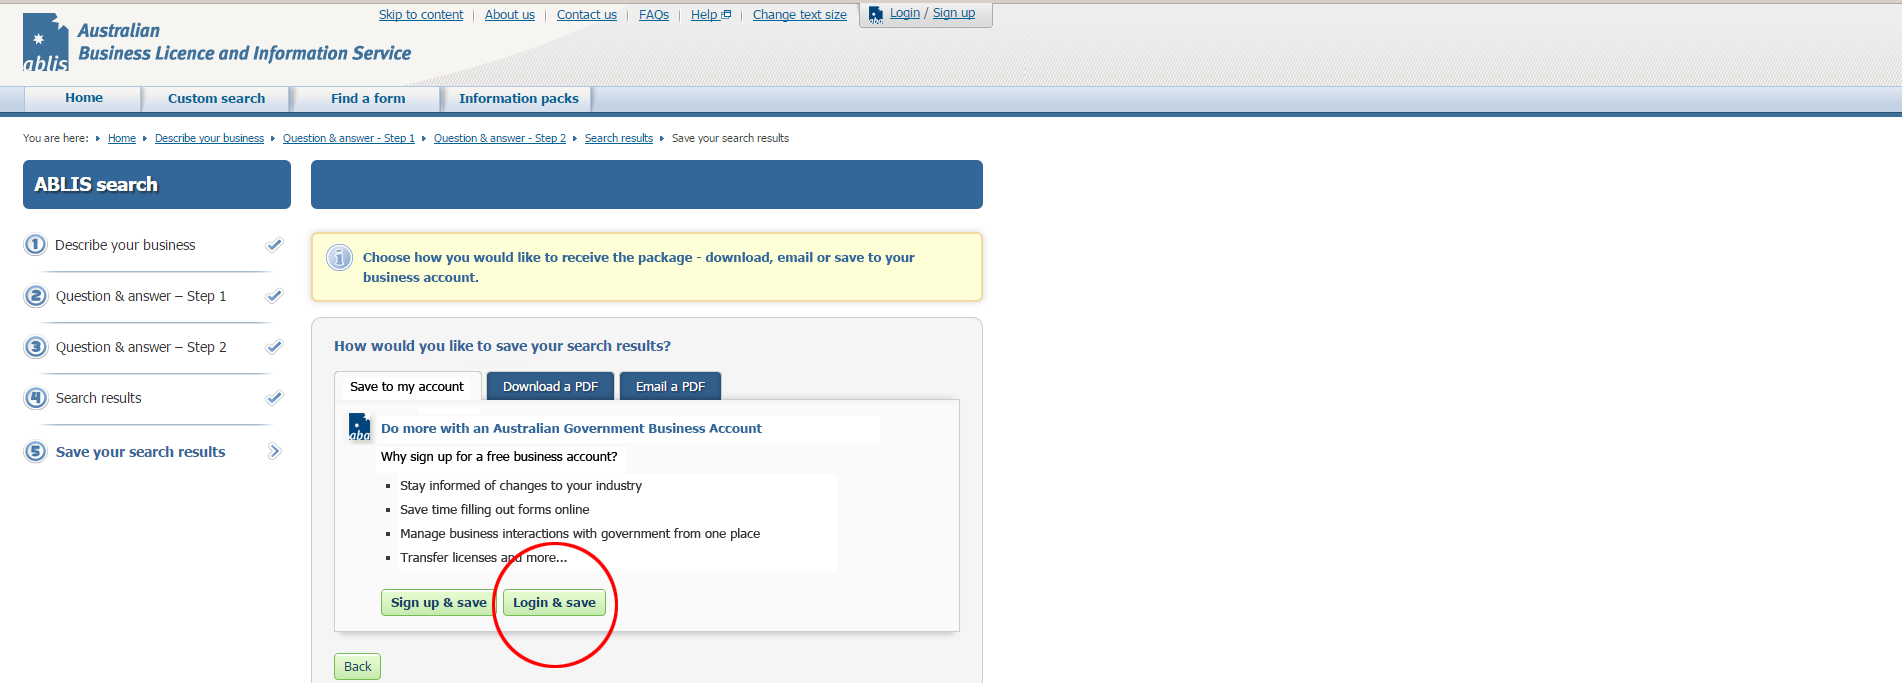 Skip to content About us Contact us FAQs Help Change text size Login / Sign up
ablis
Australian
Business Licence and Information Service
Home Custom search Find a form Information packs
You are here: Home Describe your business Question & answer - Step 1 Question & answer - Step 2 Search results Save your search results
ABLIS search
1 Describe your business
2 Question & answer – Step 1
3 Question & answer – Step 2
4 Search results
5 Save your search results
i Choose how you would like to receive the package - download, email or save to your
business account.
How would you like to save your search results?
Save to my account Download a PDF Email a PDF
aba
Do more with an Australian Government Business Account
Why sign up for a free business account?
Stay informed of changes to your industry
Save time filling out forms online
Manage business interactions with government from one place
Transfer licenses and more...
Sign up & save Login & save
Back